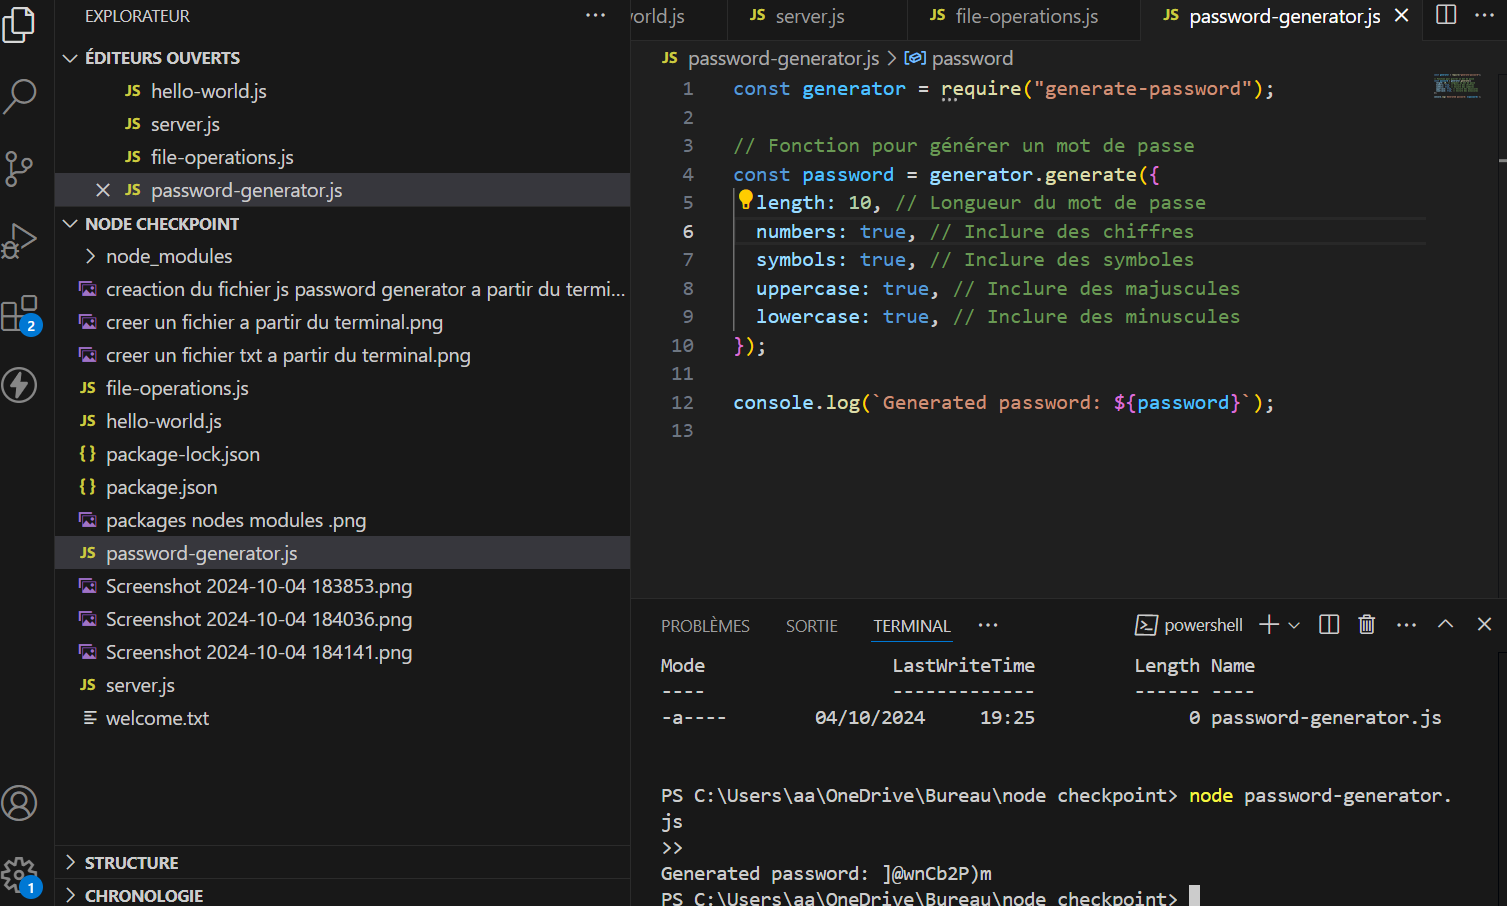 EXPLORATEUR
ÉDITEURS OUVERTS
JS hello-world.js
JS server.js
JS file-operations.js
JS password-generator.js
NODE CHECKPOINT
node_modules
creaction du fichier js password generator a partir du termi...
creer un fichier a partir du terminal.png
creer un fichier txt a partir du terminal.png
JS file-operations.js
JS hello-world.js
{} package-lock.json
{} package.json
packages nodes modules .png
JS password-generator.js
Screenshot 2024-10-04 183853.png
Screenshot 2024-10-04 184036.png
Screenshot 2024-10-04 184141.png
JS server.js
welcome.txt
STRUCTURE
CHRONOLOGIE
2
1
orld.js JS server.js JS file-operations.js JS password-generator.js
JS password-generator.js > password
1 const generator = require("generate-password");
2
3 // Fonction pour générer un mot de passe
4 const password = generator.generate({
5 length: 10, // Longueur du mot de passe
6 numbers: true, // Inclure des chiffres
7 symbols: true, // Inclure des symboles
8 uppercase: true, // Inclure des majuscules
9 lowercase: true, // Inclure des minuscules
10 });
11
12 console.log(`Generated password: ${password}`);
13
PROBLÈMES SORTIE TERMINAL powershell
Mode LastWriteTime Length Name
---- ------------- ------ ----
-a---- 04/10/2024 19:25 0 password-generator.js
PS C:\Users\aa\OneDrive\Bureau\node checkpoint> node password-generator.
js
>>
Generated password: ]@wnCb2P)m
PS C:\Users\aa\OneDrive\Bureau\node checkpoint>